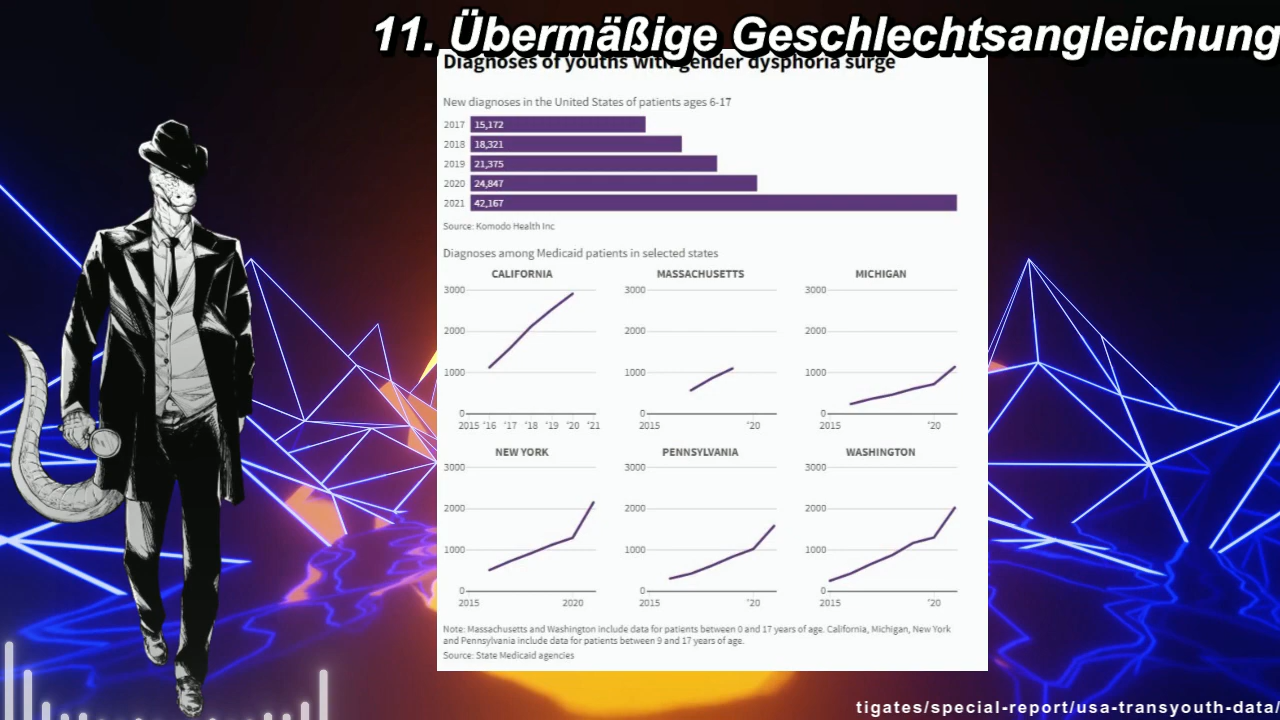 11. Übermäßige Geschlechtsangleichung
Diagnoses of youths with gender dysphoria surge
New diagnoses in the United States of patients ages 6-17
2017 15,172
2018 18,321
2019 21,375
2020 24,847
2021 42,167
Source: Komodo Health Inc
Diagnoses among Medicaid patients in selected states
CALIFORNIA MASSACHUSETTS MICHIGAN
3000 3000 3000
2000 2000 2000
1000 1000 1000
0 0 0
2015 '16 '17 '18 '19 '20 '21 2015 '20 2015 '20
NEW YORK PENNSYLVANIA WASHINGTON
3000 3000 3000
2000 2000 2000
1000 1000 1000
0 0 0
2015 2020 2015 '20 2015 '20
Note: Massachusetts and Washington include data for patients between 0 and 17 years of age. California, Michigan, New York
and Pennsylvania include data for patients between 9 and 17 years of age.
Source: State Medicaid agencies
tigates/special-report/usa-transyouth-data/